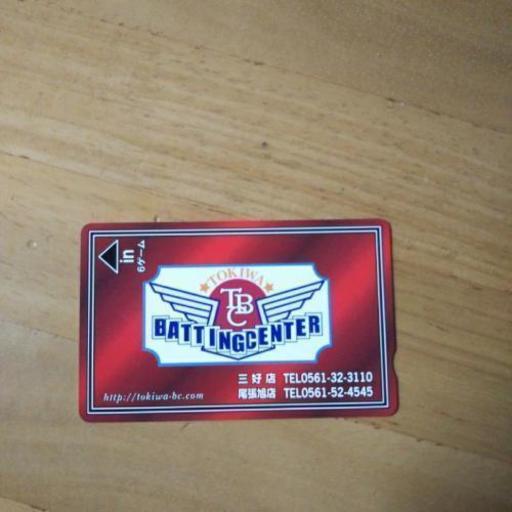 in
6ゲーム
TOKIWA
TBC
BATTINGCENTER
三好店 TEL0561-32-3110
尾張旭店 TEL0561-52-4545
http://tokiwa-bc.com